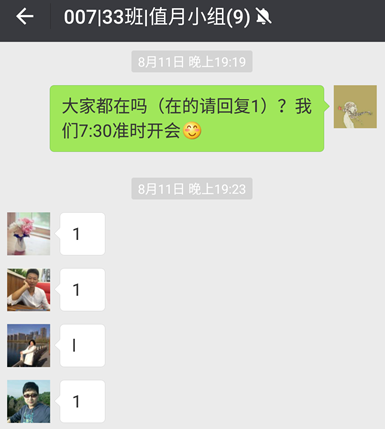 007|33班|值月小组(9)
8月11日 晚上19:19
大家都在吗（在的请回复1）？我
们7:30准时开会
8月11日 晚上19:23
1
1
l
1